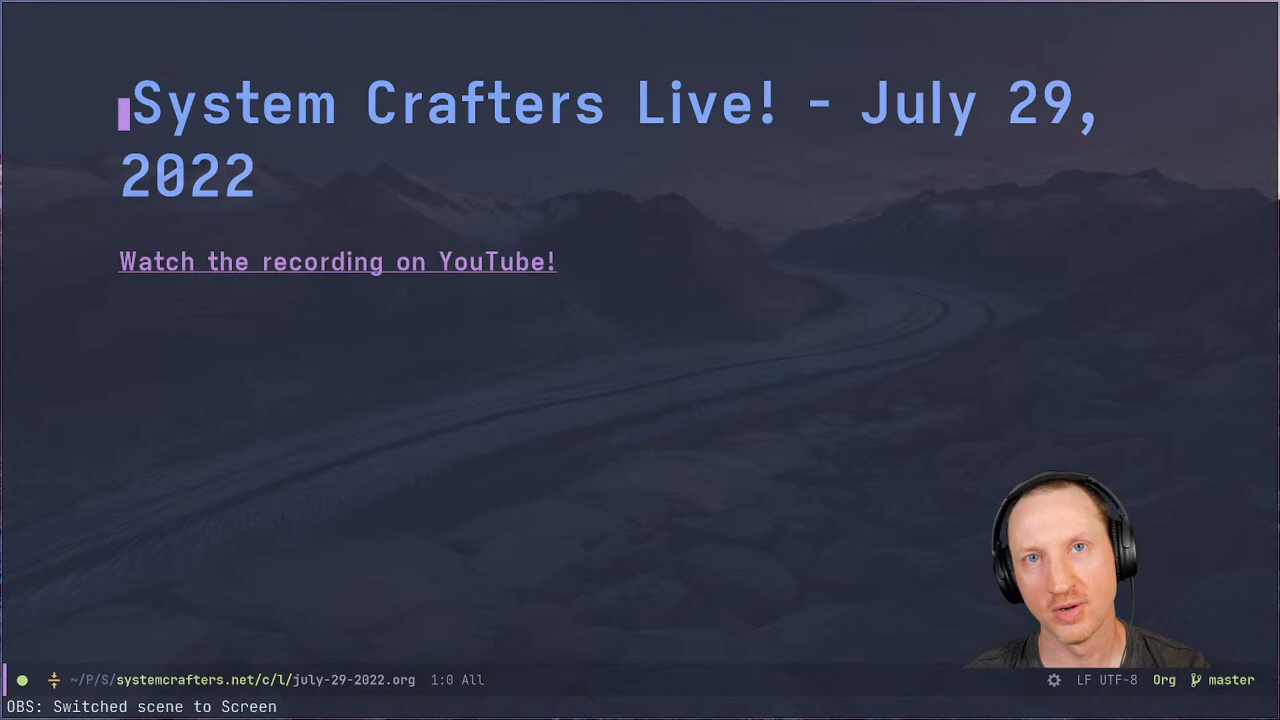 System Crafters Live! - July 29,
2022
Watch the recording on YouTube!
~/P/S/systemcrafters.net/c/l/july-29-2022.org 1:0 All LF UTF-8 Org master
OBS: Switched scene to Screen